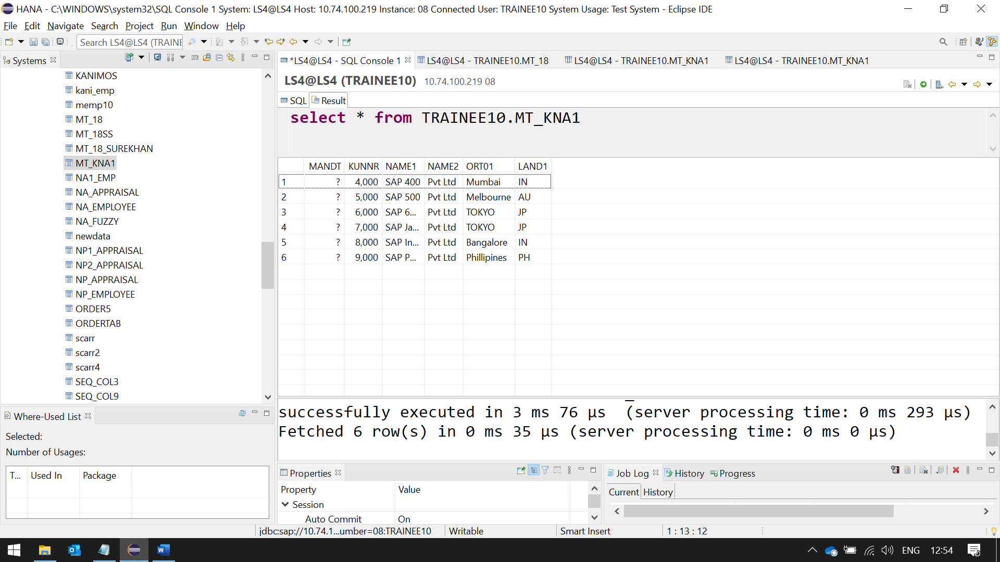 HANA - C:\WINDOWS\system32\SQL Console 1 System: LS4@LS4 Host: 10.74.100.219 Instance: 08 Connected User: TRAINEE10 System Usage: Test System - Eclipse IDE
File Edit Navigate Search Project Run Window Help
Search LS4@LS4 (TRAINE
Systems
KANIMOS
kani_emp
memp10
MT_18
MT_18SS
MT_18_SUREKHAN
MT_KNA1
NA1_EMP
NA_APPRAISAL
NA_EMPLOYEE
NA_FUZZY
newdata
NP1_APPRAISAL
NP2_APPRAISAL
NP_APPRAISAL
NP_EMPLOYEE
ORDER5
ORDERTAB
scarr
scarr2
scarr4
SEQ_COL3
SEQ_COL9
Where-Used List
Selected:
Number of Usages:
T... Used In Package
*LS4@LS4 - SQL Console 1 LS4@LS4 - TRAINEE10.MT_18 LS4@LS4 - TRAINEE10.MT_KNA1 LS4@LS4 - TRAINEE10.MT_KNA1
LS4@LS4 (TRAINEE10) 10.74.100.219 08
SQL Result
select * from TRAINEE10.MT_KNA1
MANDT KUNNR NAME1 NAME2 ORT01 LAND1
1 ? 4,000 SAP 400 Pvt Ltd Mumbai IN
2 ? 5,000 SAP 500 Pvt Ltd Melbourne AU
3 ? 6,000 SAP 6... Pvt Ltd TOKYO JP
4 ? 7,000 SAP Ja... Pvt Ltd TOKYO JP
5 ? 8,000 SAP In... Pvt Ltd Bangalore IN
6 ? 9,000 SAP P... Pvt Ltd Phillipines PH
successfully executed in 3 ms 76 µs (server processing time: 0 ms 293 µs)
Fetched 6 row(s) in 0 ms 35 µs (server processing time: 0 ms 0 µs)
Properties
Property Value
Session
Auto Commit On
Job Log History Progress
Current History
jdbc:sap://10.74.1...umber=08:TRAINEE10 Writable Smart Insert 1 : 13 : 12
ENG 12:54